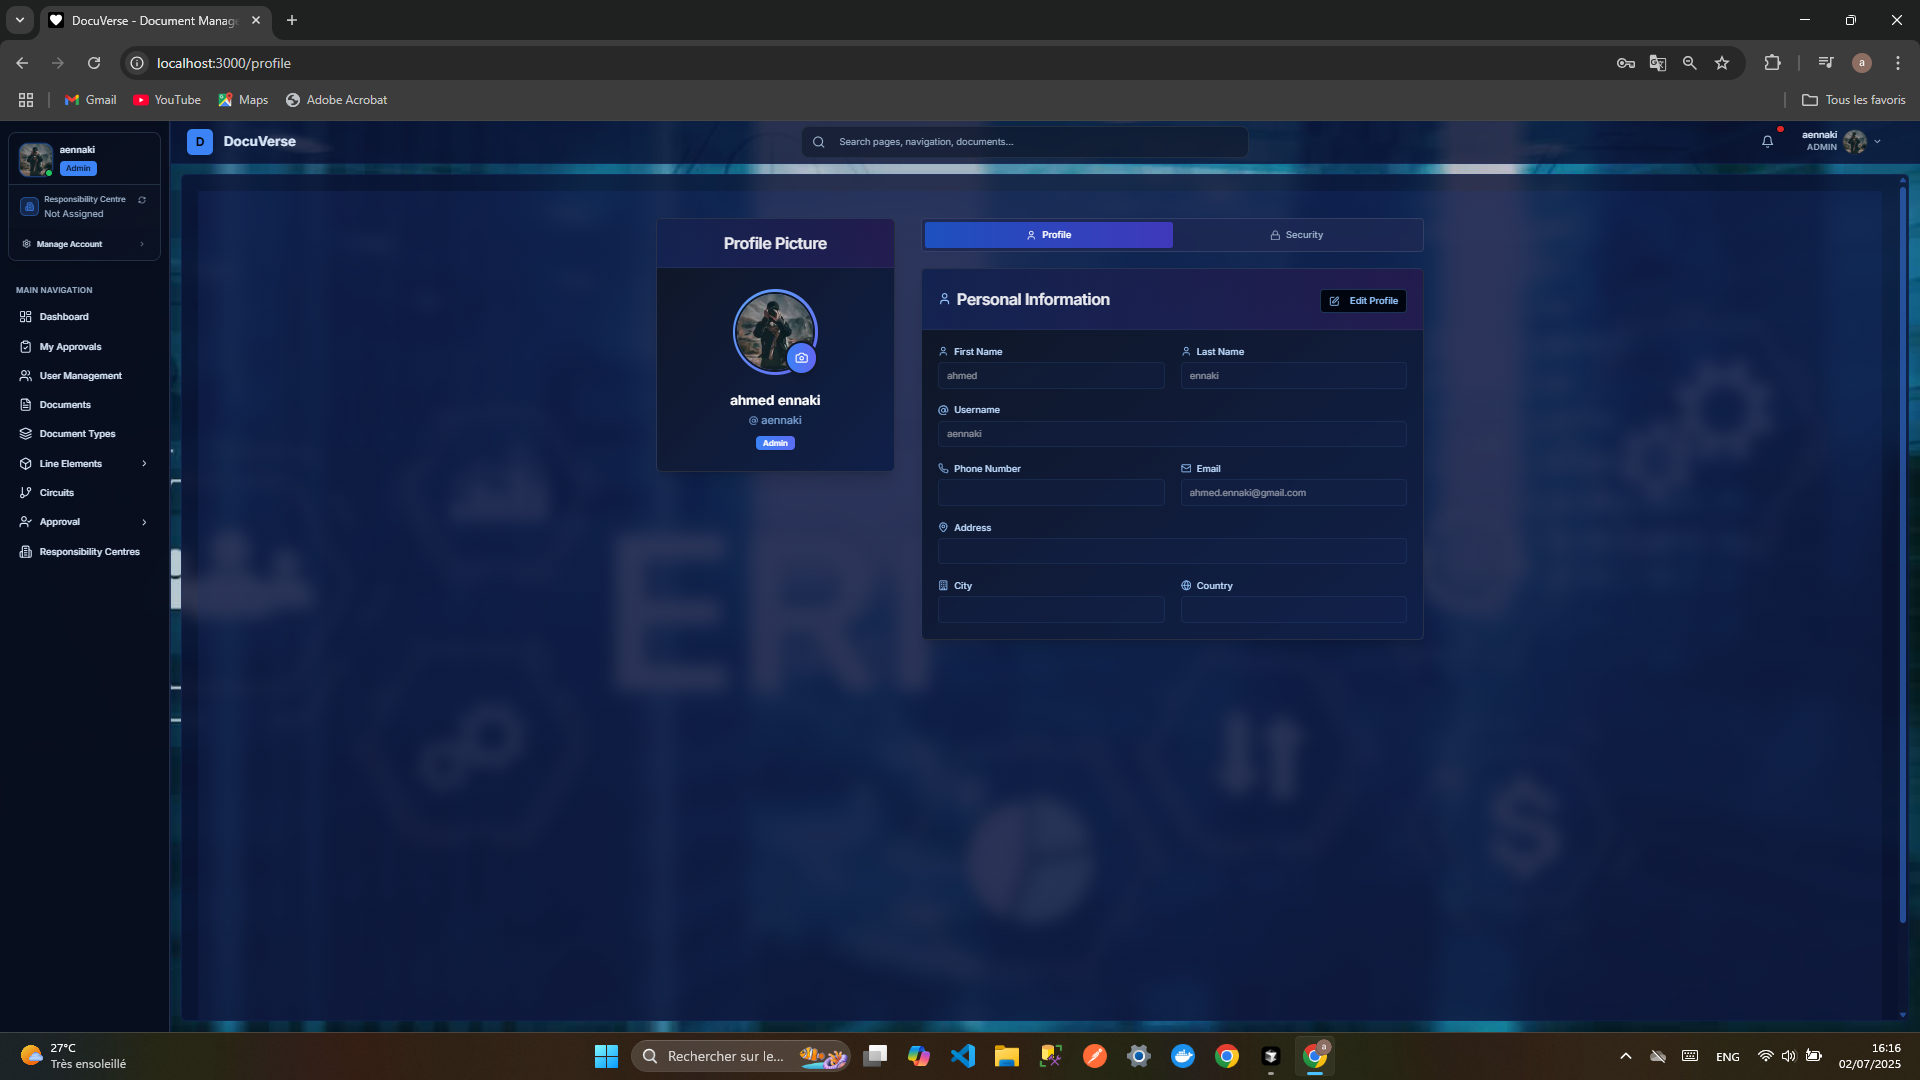 DocuVerse - Document Manag
localhost:3000/profile
a
Gmail
YouTube
Maps
Adobe Acrobat
Tous les favoris
aennaki
Admin
Responsibility Centre
Not Assigned
Manage Account
MAIN NAVIGATION
Dashboard
My Approvals
User Management
Documents
Document Types
Line Elements
Circuits
Approval
Responsibility Centres
D
DocuVerse
Search pages, navigation, documents...
aennaki
ADMIN
Profile Picture
ahmed ennaki
@ aennaki
Admin
Profile
Security
Personal Information
Edit Profile
First Name
Last Name
ahmed
ennaki
Username
aennaki
Phone Number
Email
ahmed.ennaki@gmail.com
Address
City
Country
ERP
27°C
Très ensoleillé
Rechercher sur le...
a
ENG
16:16
02/07/2025